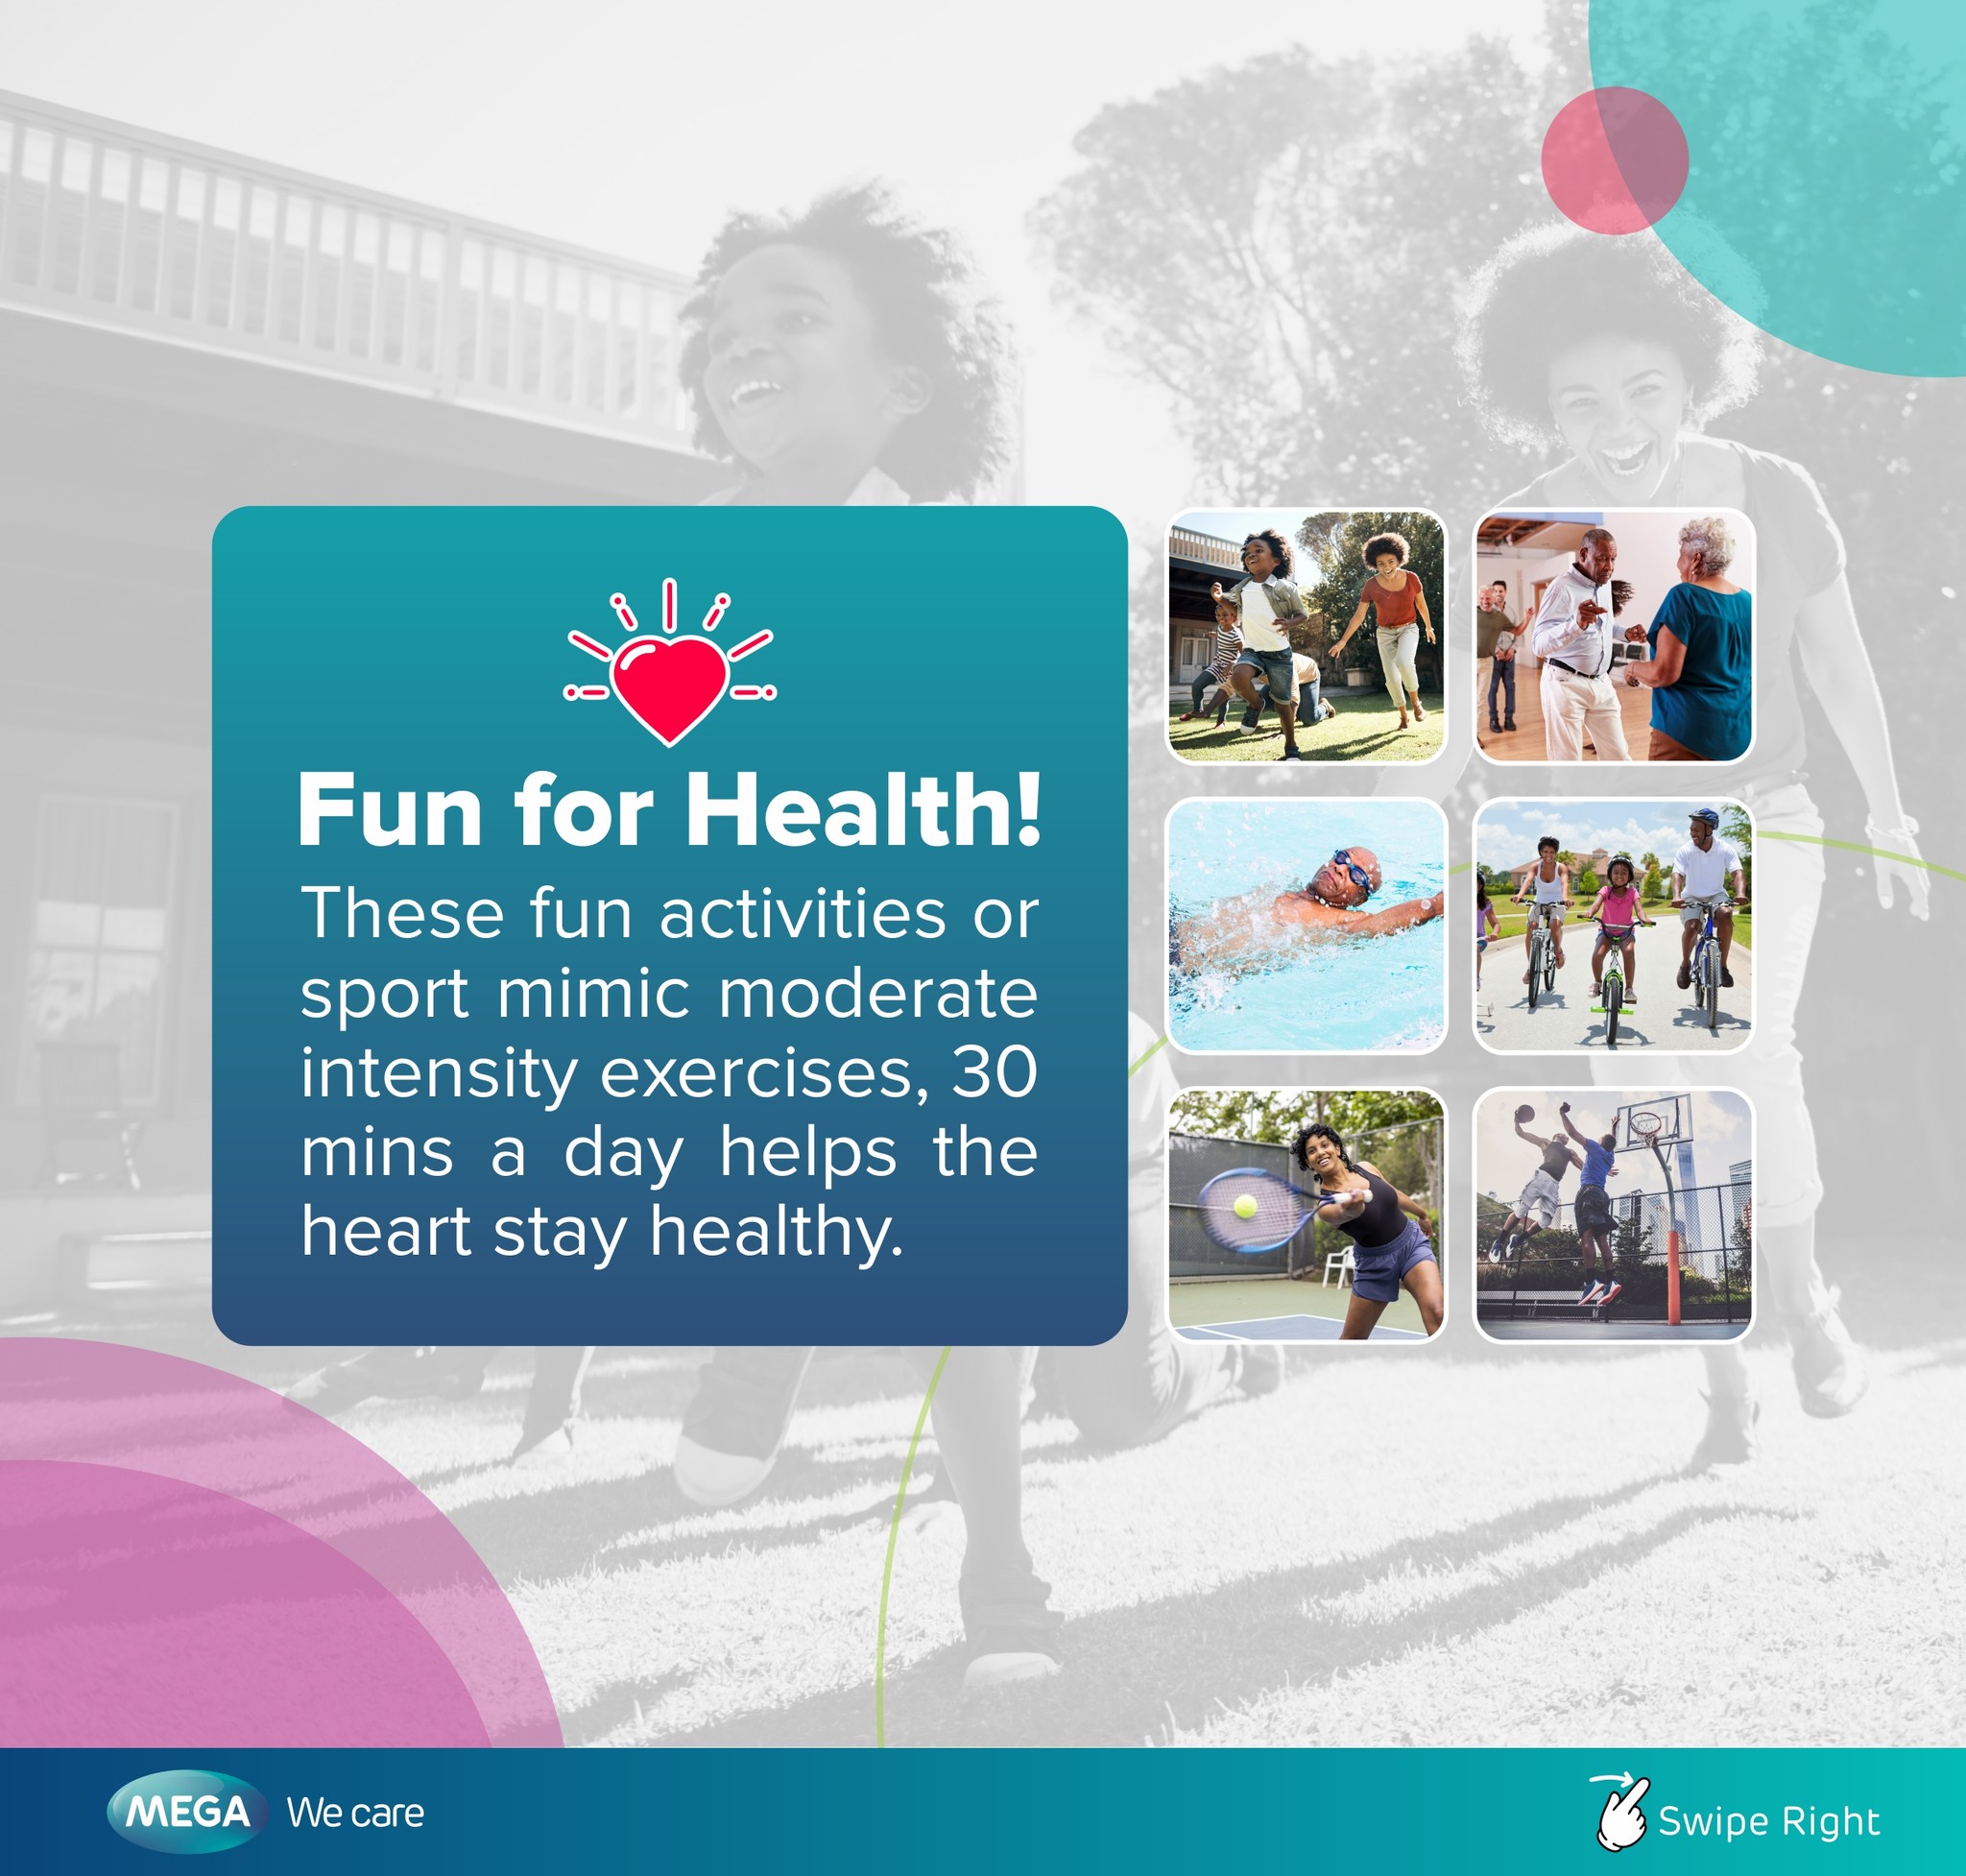 Fun for Health!
These fun activities or
sport mimic moderate
intensity exercises, 30
mins a day helps the
heart stay healthy.
MEGA We care
Swipe Right